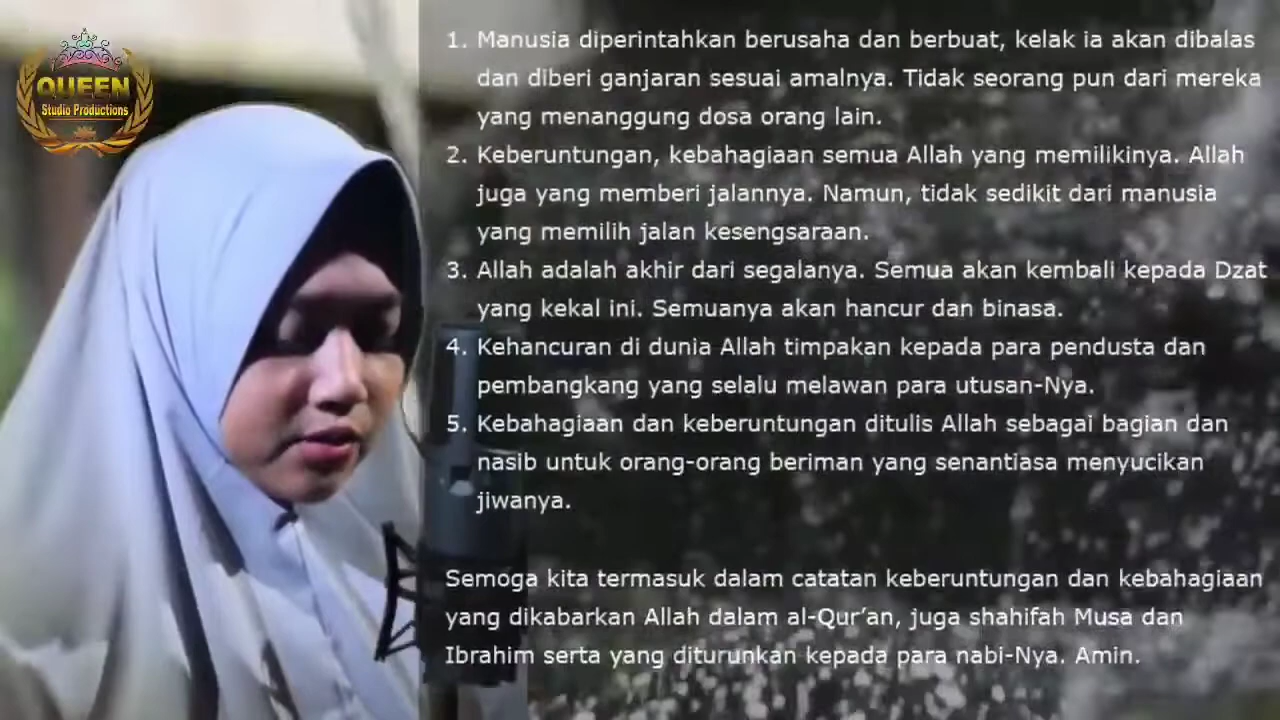 QUEEN
Studio Productions
1. Manusia diperintahkan berusaha dan berbuat, kelak ia akan dibalas
dan diberi ganjaran sesuai amalnya. Tidak seorang pun dari mereka
yang menanggung dosa orang lain.
2. Keberuntungan, kebahagiaan semua Allah yang memilikinya. Allah
juga yang memberi jalannya. Namun, tidak sedikit dari manusia
yang memilih jalan kesengsaraan.
3. Allah adalah akhir dari segalanya. Semua akan kembali kepada Dzat
yang kekal ini. Semuanya akan hancur dan binasa.
4. Kehancuran di dunia Allah timpakan kepada para pendusta dan
pembangkang yang selalu melawan para utusan-Nya.
5. Kebahagiaan dan keberuntungan ditulis Allah sebagai bagian dan
nasib untuk orang-orang beriman yang senantiasa menyucikan
jiwanya.
Semoga kita termasuk dalam catatan keberuntungan dan kebahagiaan
yang dikabarkan Allah dalam al-Qur’an, juga shahifah Musa dan
Ibrahim serta yang diturunkan kepada para nabi-Nya. Amin.